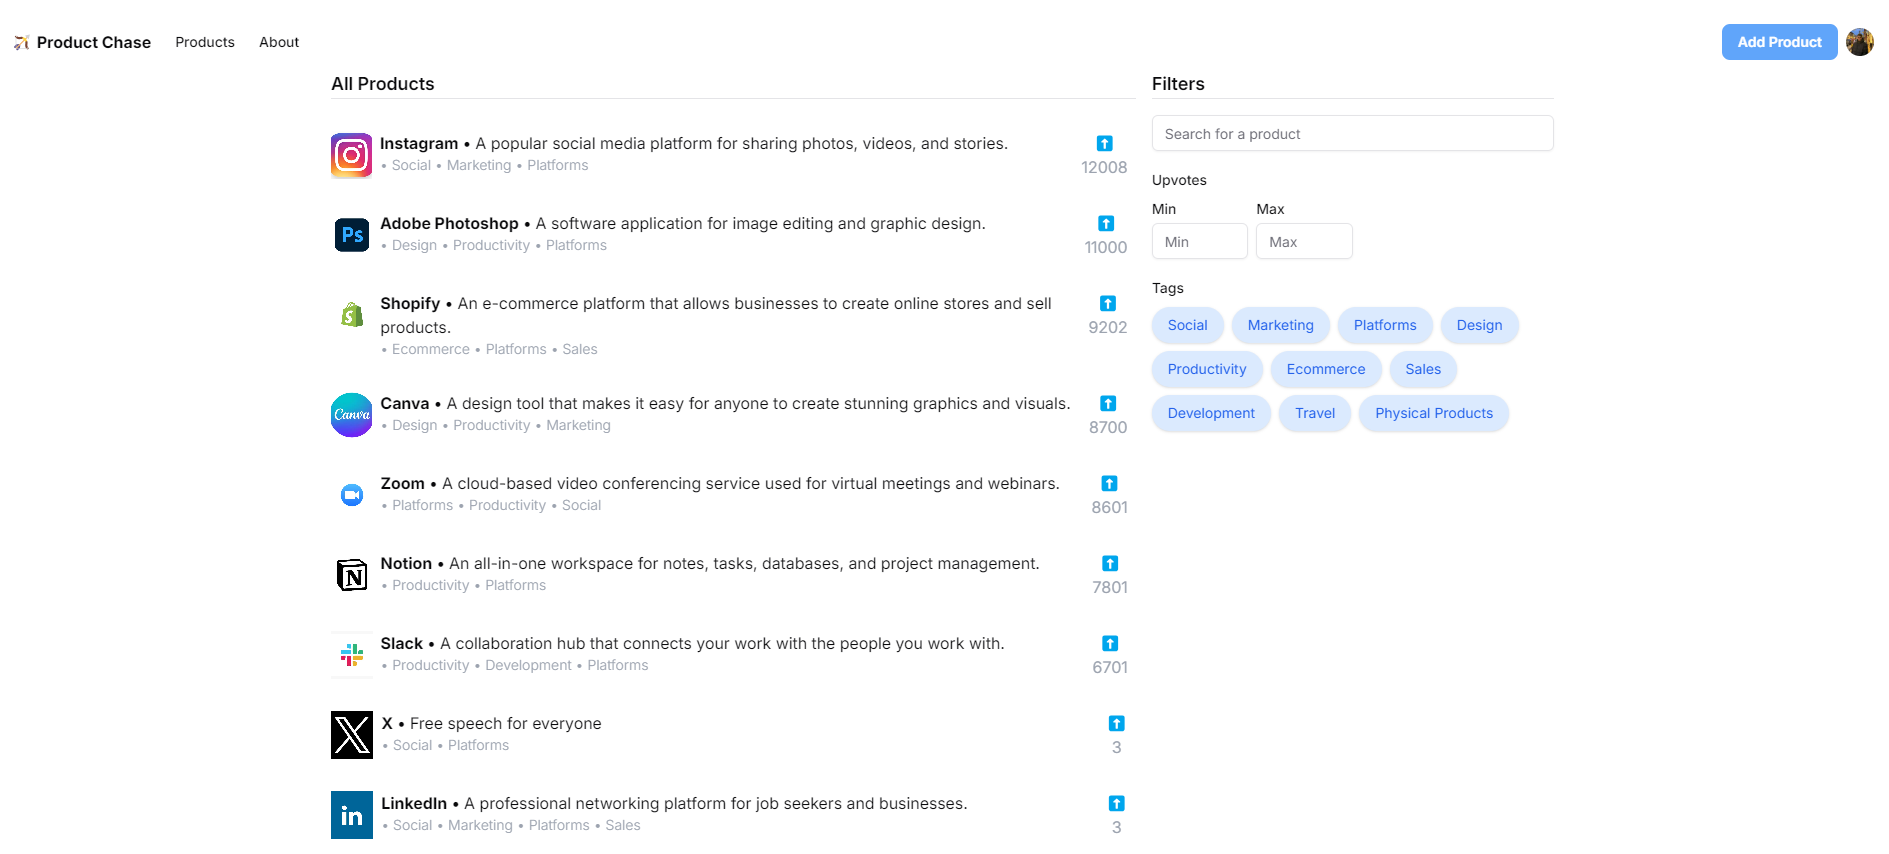 Product Chase Products About Add Product
All Products
Instagram • A popular social media platform for sharing photos, videos, and stories.
• Social • Marketing • Platforms
12008
Ps
Adobe Photoshop • A software application for image editing and graphic design.
• Design • Productivity • Platforms
11000
Shopify • An e-commerce platform that allows businesses to create online stores and sell
products.
• Ecommerce • Platforms • Sales
9202
Canva
Canva • A design tool that makes it easy for anyone to create stunning graphics and visuals.
• Design • Productivity • Marketing
8700
Zoom • A cloud-based video conferencing service used for virtual meetings and webinars.
• Platforms • Productivity • Social
8601
N
Notion • An all-in-one workspace for notes, tasks, databases, and project management.
• Productivity • Platforms
7801
Slack • A collaboration hub that connects your work with the people you work with.
• Productivity • Development • Platforms
6701
X
X • Free speech for everyone
• Social • Platforms
3
in
LinkedIn • A professional networking platform for job seekers and businesses.
• Social • Marketing • Platforms • Sales
3
Filters
Search for a product
Upvotes
Min Max
Min Max
Tags
Social Marketing Platforms Design
Productivity Ecommerce Sales
Development Travel Physical Products